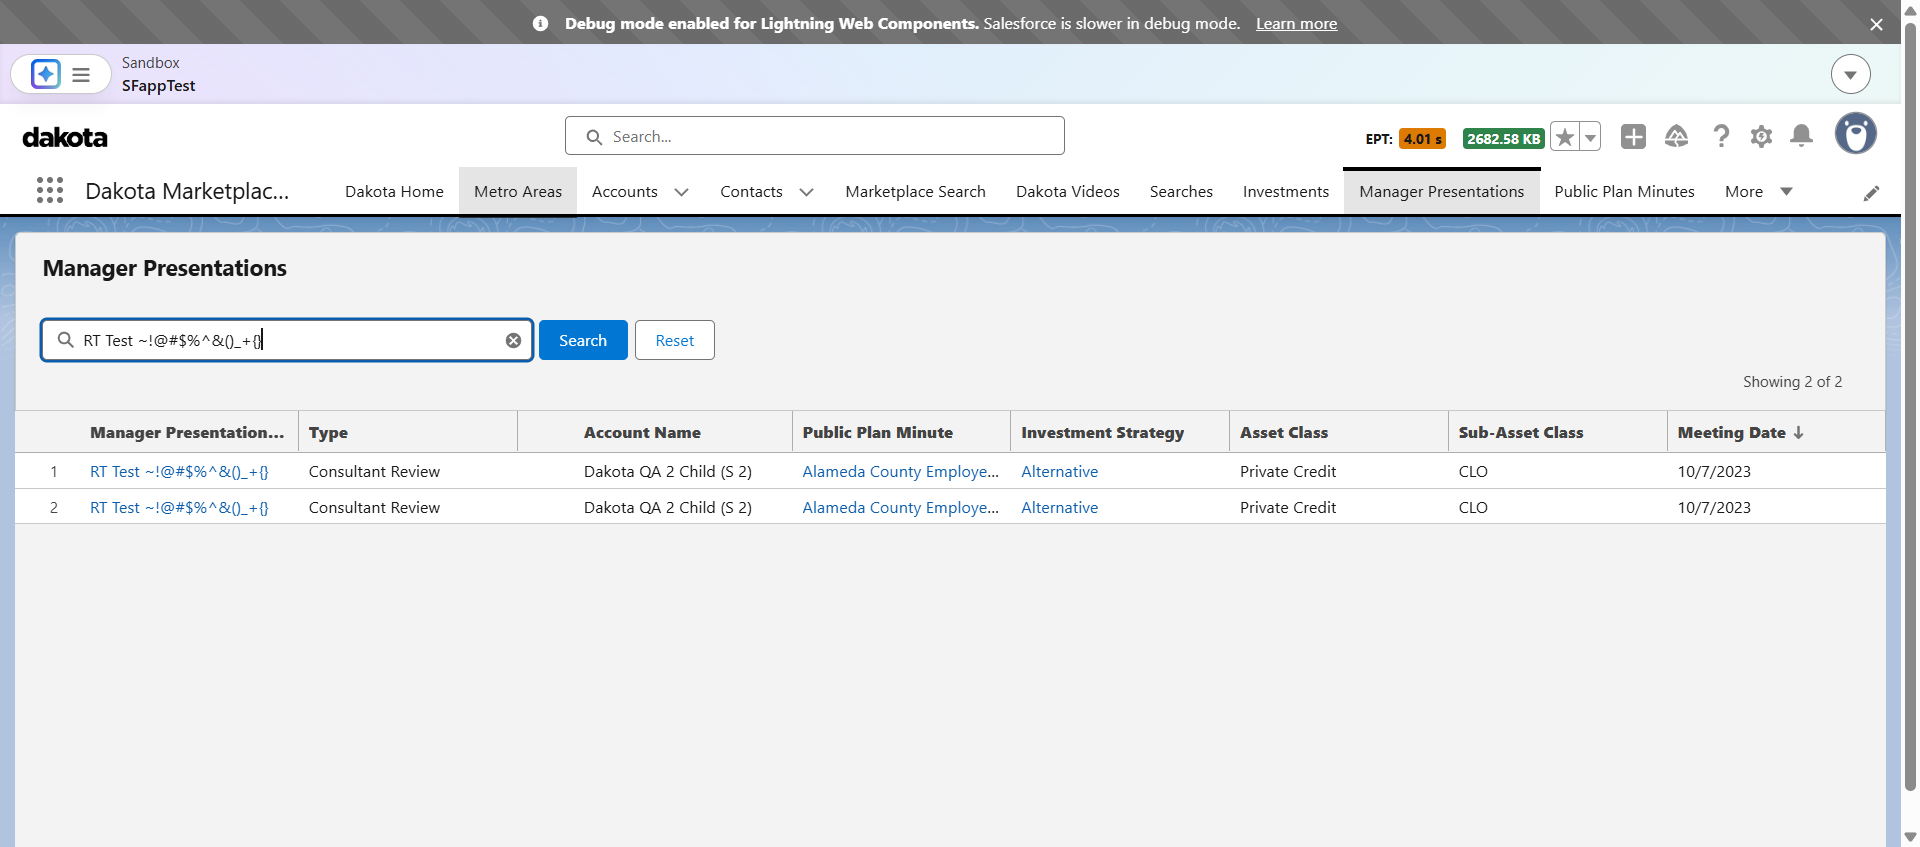 Debug mode enabled for Lightning Web Components. Salesforce is slower in debug mode. Learn more
Sandbox
SFappTest
dakota
Search...
EPT: 4.01 s 2682.58 KB
Dakota Marketplac... Dakota Home Metro Areas Accounts Contacts Marketplace Search Dakota Videos Searches Investments Manager Presentations Public Plan Minutes More
Manager Presentations
RT Test ~!@#$%^&()_+{} Search Reset
Showing 2 of 2
Manager Presentation... Type Account Name Public Plan Minute Investment Strategy Asset Class Sub-Asset Class Meeting Date
1 RT Test ~!@#$%^&()_+{} Consultant Review Dakota QA 2 Child (S 2) Alameda County Employe... Alternative Private Credit CLO 10/7/2023
2 RT Test ~!@#$%^&()_+{} Consultant Review Dakota QA 2 Child (S 2) Alameda County Employe... Alternative Private Credit CLO 10/7/2023